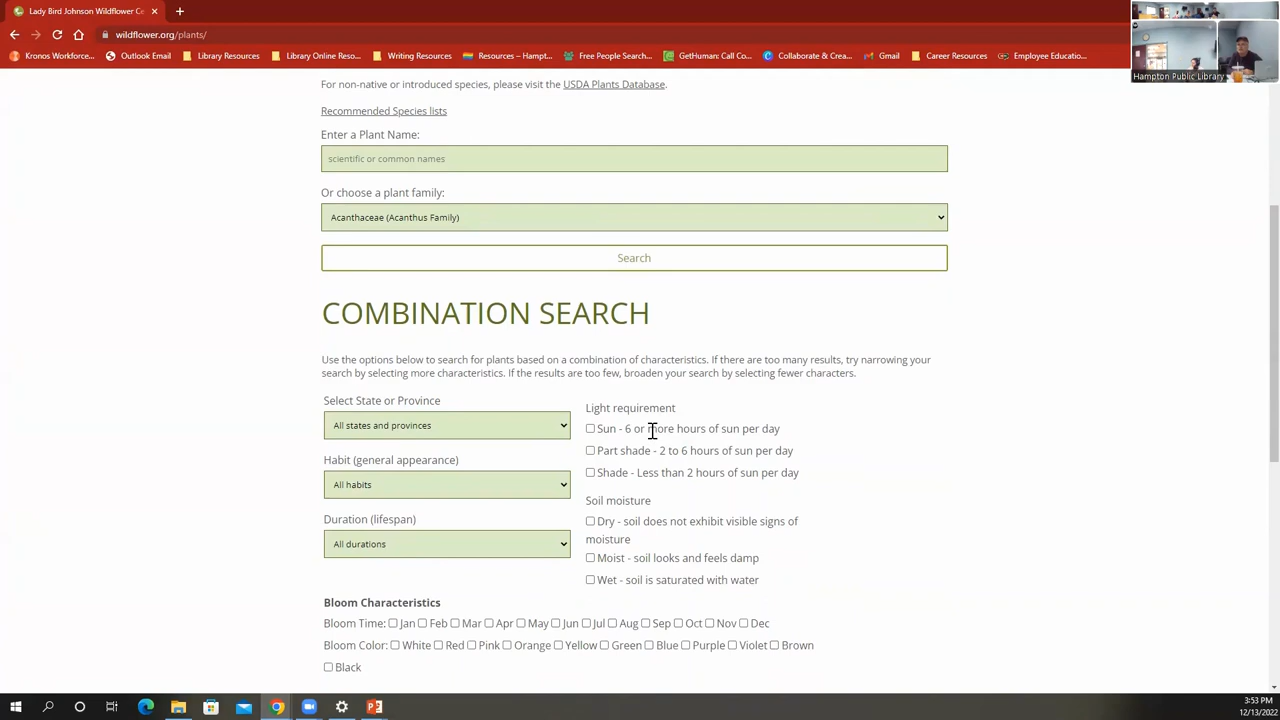 Lady Bird Johnson Wildflower Ce
wildflower.org/plants/
Kronos Workforce...
Outlook Email
Library Resources
Library Online Reso...
Writing Resources
Resources – Hampt...
Free People Search...
GetHuman: Call Co...
Collaborate & Crea...
Gmail
Career Resources
Employee Education...
Hampton Public Library
For non-native or introduced species, please visit the USDA Plants Database.
Recommended Species lists
Enter a Plant Name:
scientific or common names
Or choose a plant family:
Acanthaceae (Acanthus Family)
Search
COMBINATION SEARCH
Use the options below to search for plants based on a combination of characteristics. If there are too many results, try narrowing your
search by selecting more characteristics. If the results are too few, broaden your search by selecting fewer characters.
Select State or Province
All states and provinces
Habit (general appearance)
All habits
Duration (lifespan)
All durations
Light requirement
Sun - 6 or more hours of sun per day
Part shade - 2 to 6 hours of sun per day
Shade - Less than 2 hours of sun per day
Soil moisture
Dry - soil does not exhibit visible signs of
moisture
Moist - soil looks and feels damp
Wet - soil is saturated with water
Bloom Characteristics
Bloom Time: Jan Feb Mar Apr May Jun Jul Aug Sep Oct Nov Dec
Bloom Color: White Red Pink Orange Yellow Green Blue Purple Violet Brown
Black
3:53 PM
12/13/2022